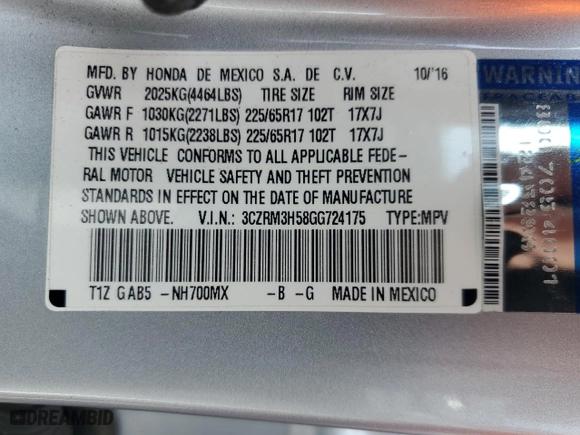 MFD. BY HONDA DE MEXICO S.A. DE C.V. 10/'16
GVWR 2025KG(4464LBS) TIRE SIZE RIM SIZE
GAWR F 1030KG(2271LBS) 225/65R17 102T 17X7J
GAWR R 1015KG(2238LBS) 225/65R17 102T 17X7J
THIS VEHICLE CONFORMS TO ALL APPLICABLE FEDE-
RAL MOTOR VEHICLE SAFETY AND THEFT PREVENTION
STANDARDS IN EFFECT ON THE DATE OF MANUFACTURE
SHOWN ABOVE. V.I.N.: 3CZRM3H58GG724175 TYPE:MPV
T1Z GAB5 -NH700MX -B -G MADE IN MEXICO
WARNIN
DREAMBID